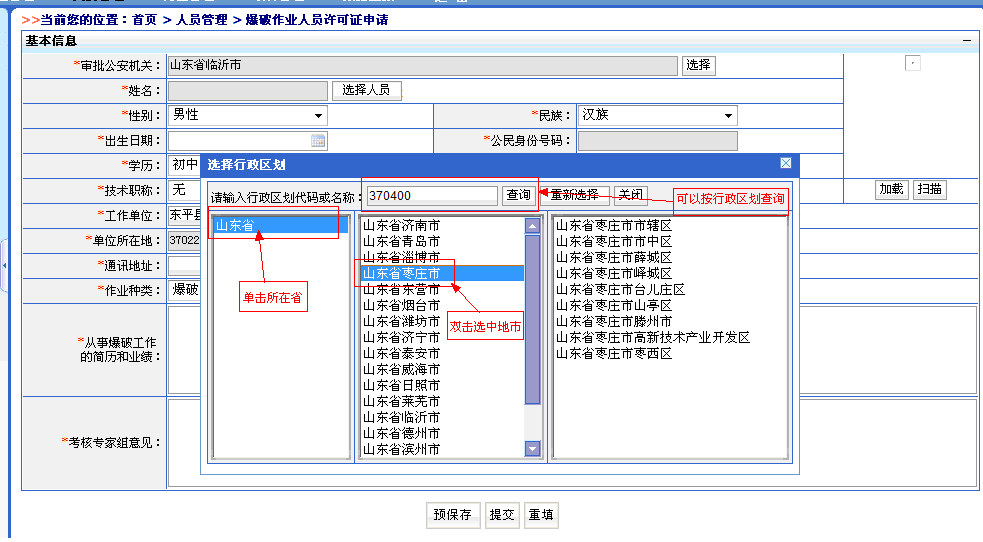 >>当前您的位置：首页 > 人员管理 > 爆破作业人员许可证申请
基本信息
*审批公安机关： 山东省临沂市 选择
*姓名： 选择人员
*性别： 男性 *民族： 汉族
*出生日期： *公民身份号码：
*学历： 初中
*技术职称： 无 加载 扫描
*工作单位： 东平县
*单位所在地： 37022
*通讯地址：
*作业种类： 爆破
*从事爆破工作
的简历和业绩：
*考核专家组意见：
选择行政区划
请输入行政区划代码或名称： 370400 查询 重新选择 关闭
可以按行政区划查询
山东省
单击所在省
山东省济南市
山东省青岛市
山东省淄博市
山东省枣庄市
山东省东营市
山东省烟台市
山东省潍坊市
山东省济宁市
山东省泰安市
山东省威海市
山东省日照市
山东省莱芜市
山东省临沂市
山东省德州市
山东省滨州市
双击选中地市
山东省枣庄市市辖区
山东省枣庄市市中区
山东省枣庄市薛城区
山东省枣庄市峄城区
山东省枣庄市台儿庄区
山东省枣庄市山亭区
山东省枣庄市滕州市
山东省枣庄市高新技术产业开发区
山东省枣庄市枣西区
预保存 提交 重填